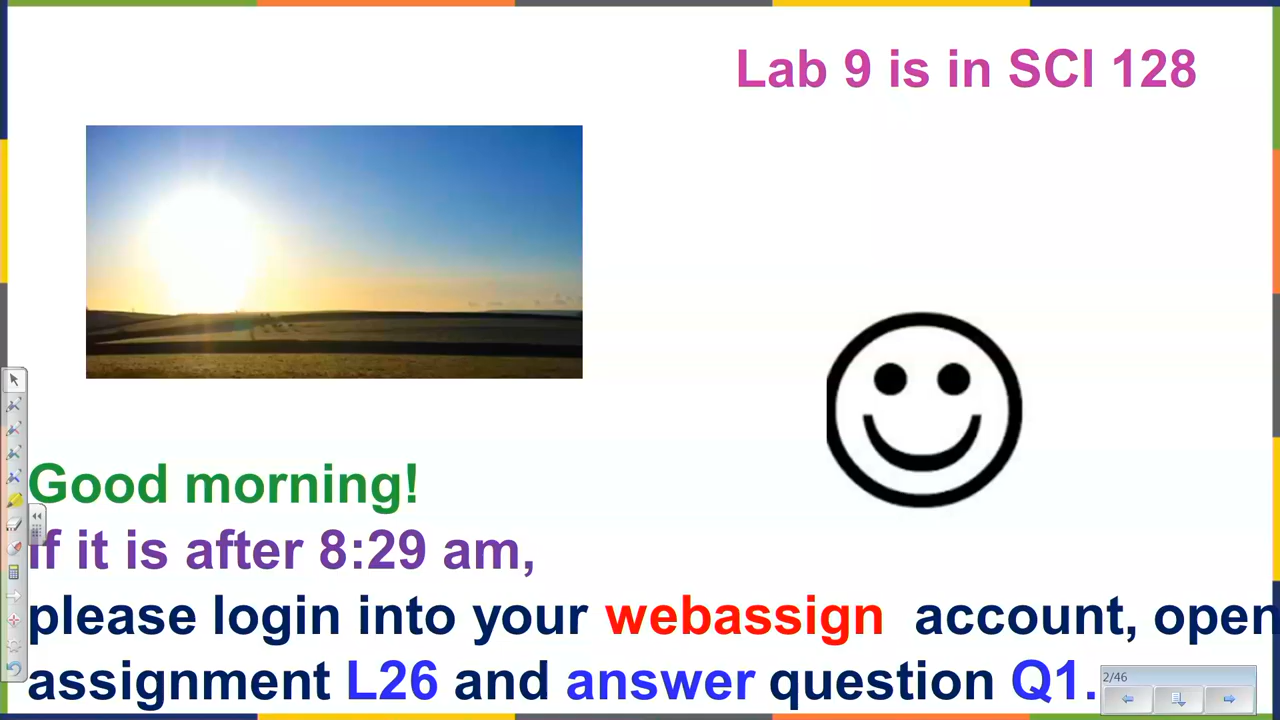 Lab 9 is in SCI 128
Good morning!
If it is after 8:29 am,
please login into your webassign account, open
assignment L26 and answer question Q1.
2/46